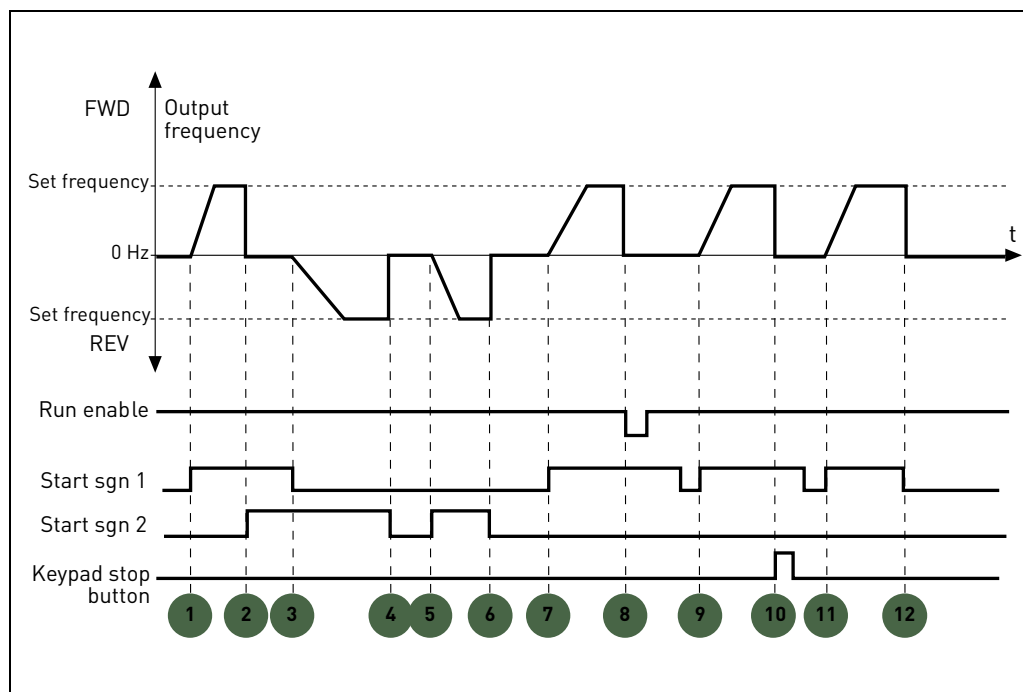 FWD
Output
frequency
Set frequency
0 Hz
t
Set frequency
REV
Run enable
Start sgn 1
Start sgn 2
Keypad stop
button
1 2 3 4 5 6 7 8 9 10 11 12